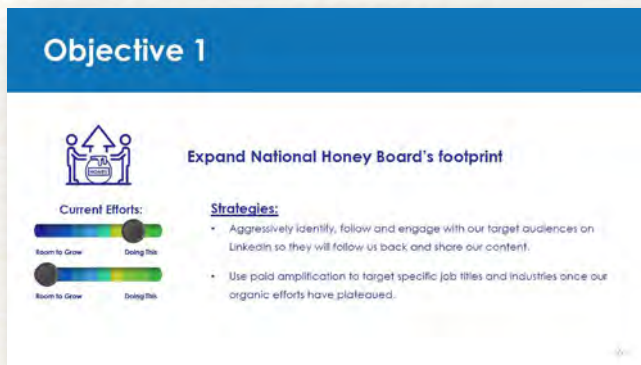 Objective 1
HONEY
Expand National Honey Board's footprint
Current Efforts:
Strategies:
• Aggressively identify, follow and engage with our target audiences on
LinkedIn so they will follow us back and share our content.
Room to Grow Doing This
• Use paid amplification to target specific job titles and industries once our
organic efforts have plateaued.
Room to Grow Doing This